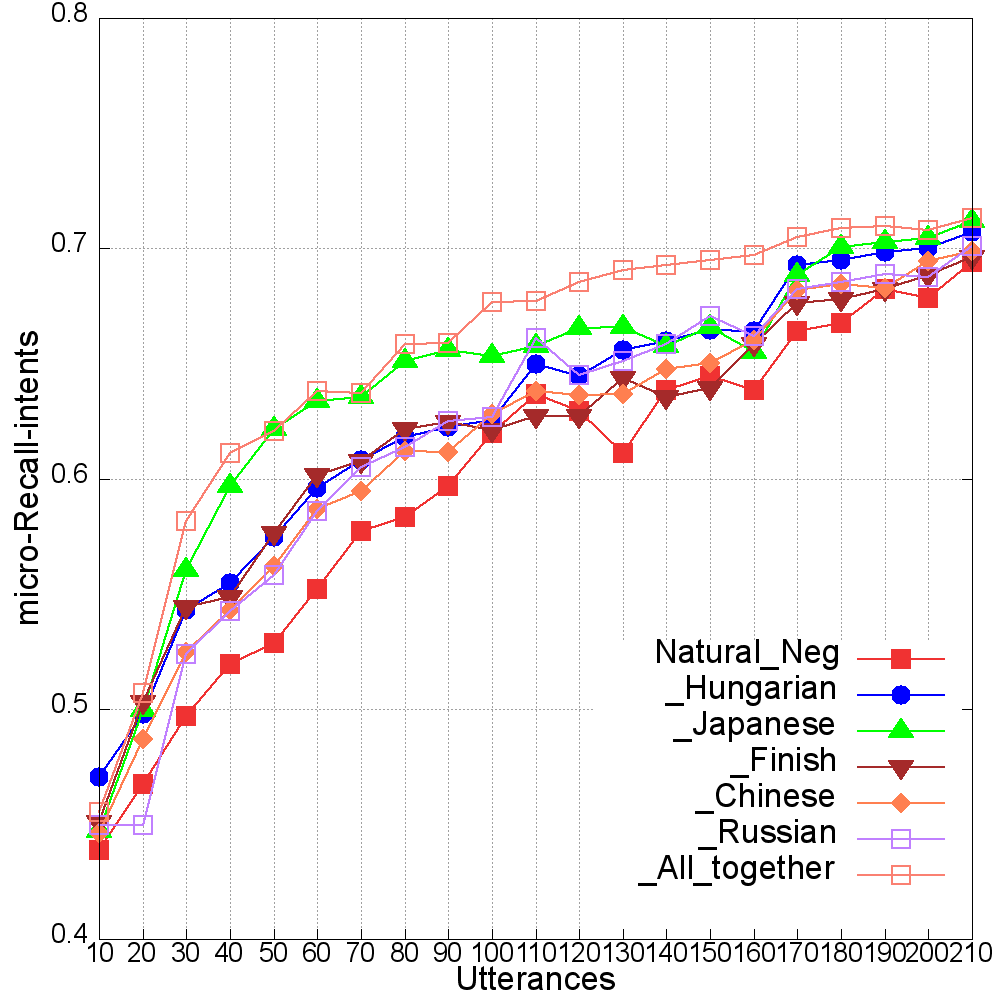 0.8
0.7
0.6
0.5
0.4
micro-Recall-intents
Natural_Neg
_Hungarian
_Japanese
_Finish
_Chinese
_Russian
_All_together
10 20 30 40 50 60 70 80 90 100 110 120 130 140 150 160 170 180 190 200 210
Utterances